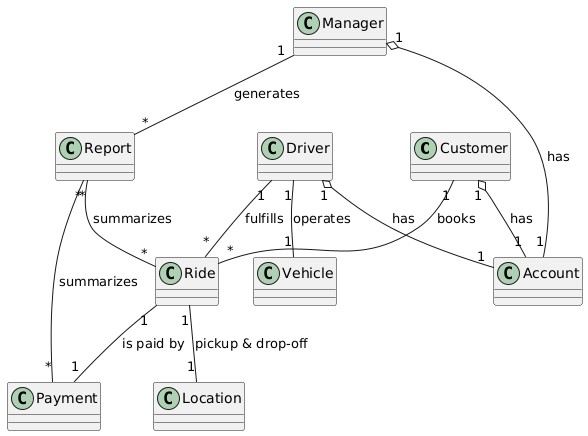 C Manager
1
1
generates
has
*
C Report
C Driver
C Customer
* *
1
1
1
1
1
summarizes
fulfills
operates
has
books
has
*
*
*
1
1
1
1
C Ride
C Vehicle
C Account
summarizes
1
1
is paid by
pickup & drop-off
*
1
1
C Payment
C Location